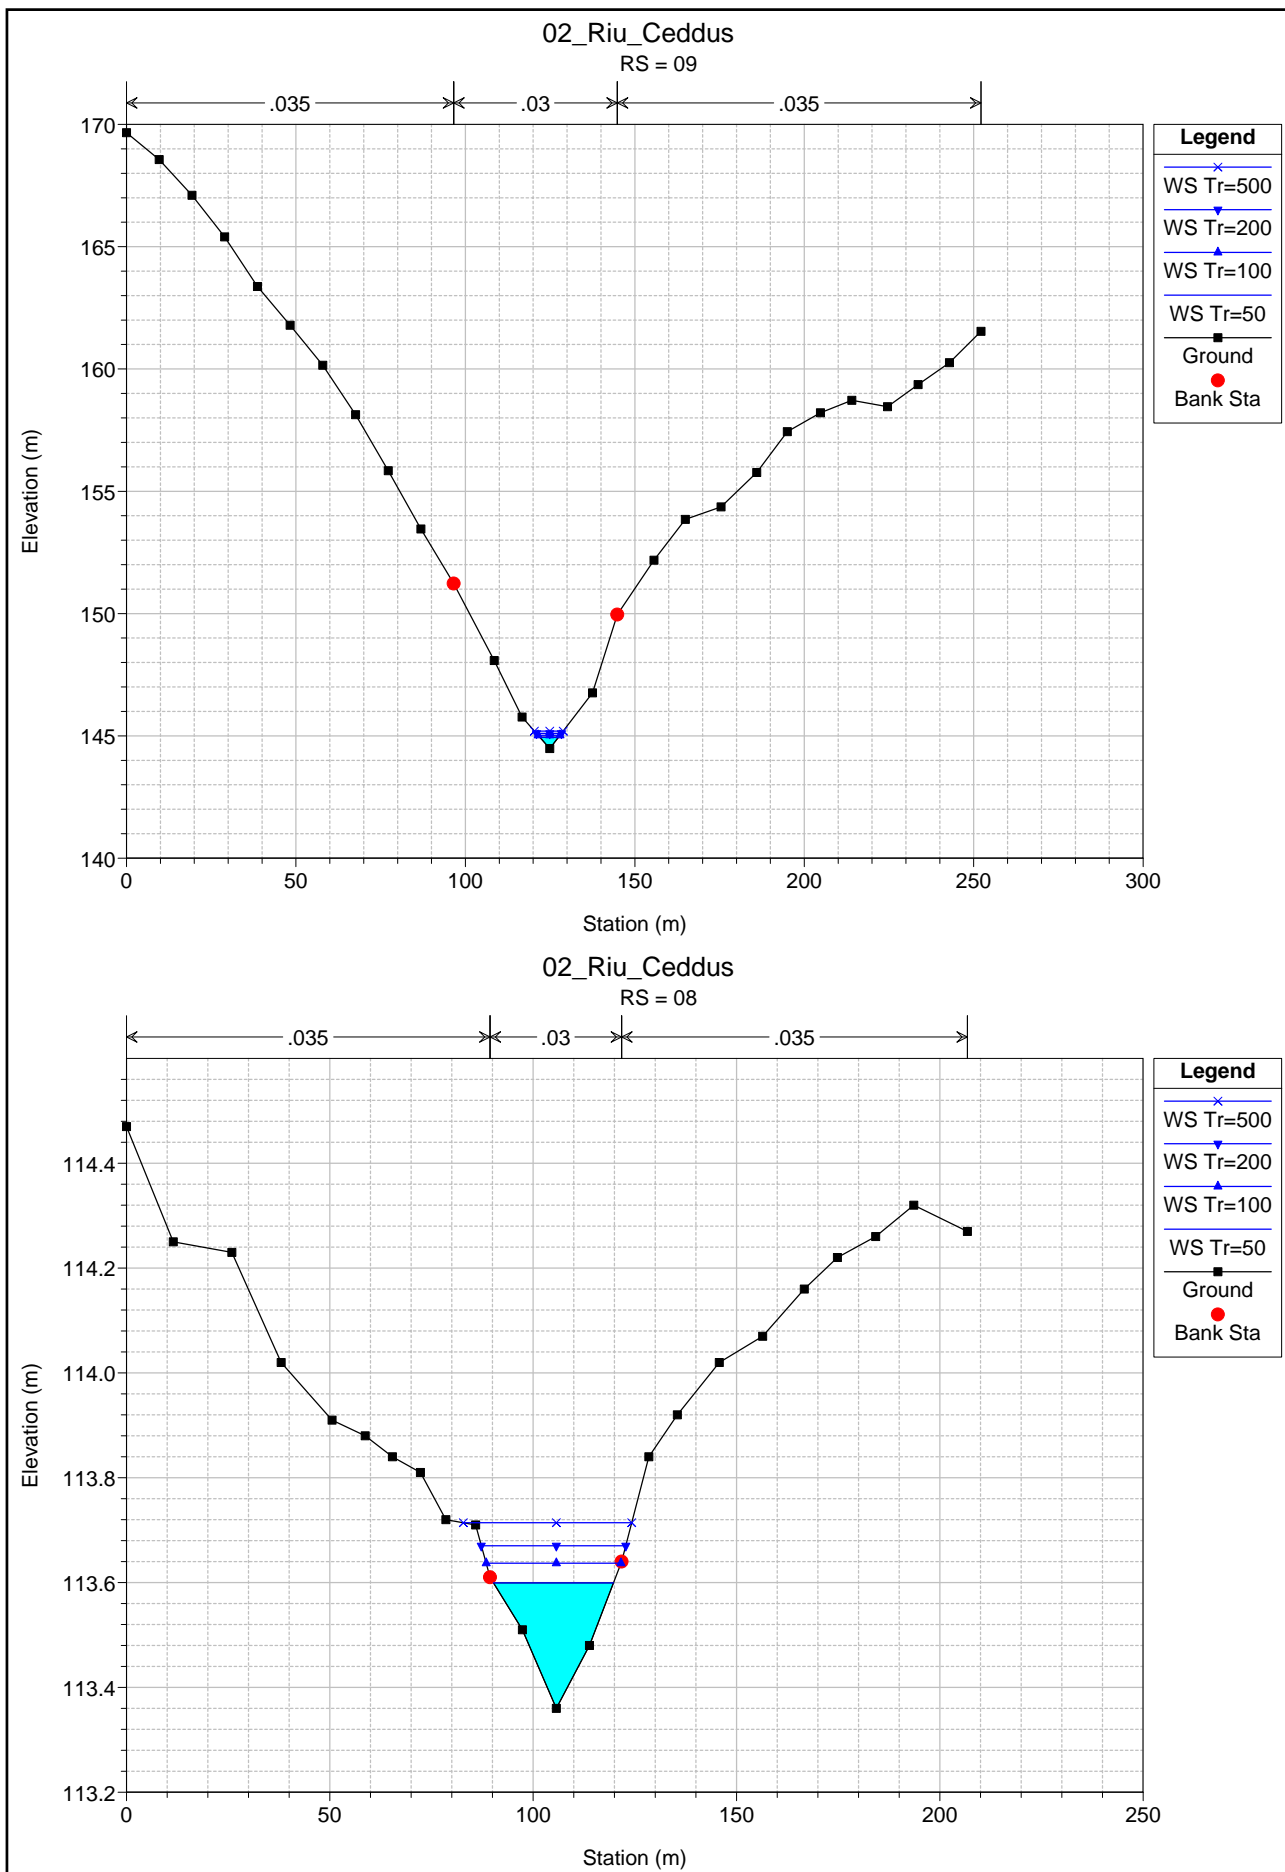 02_Riu_Ceddus
RS = 09
.035 .03 .035
170
165
160
155
150
145
140
Elevation (m)
0 50 100 150 200 250 300
Station (m)
Legend
WS Tr=500
WS Tr=200
WS Tr=100
WS Tr=50
Ground
Bank Sta
02_Riu_Ceddus
RS = 08
.035 .03 .035
114.4
114.2
114.0
113.8
113.6
113.4
113.2
Elevation (m)
0 50 100 150 200 250
Station (m)
Legend
WS Tr=500
WS Tr=200
WS Tr=100
WS Tr=50
Ground
Bank Sta